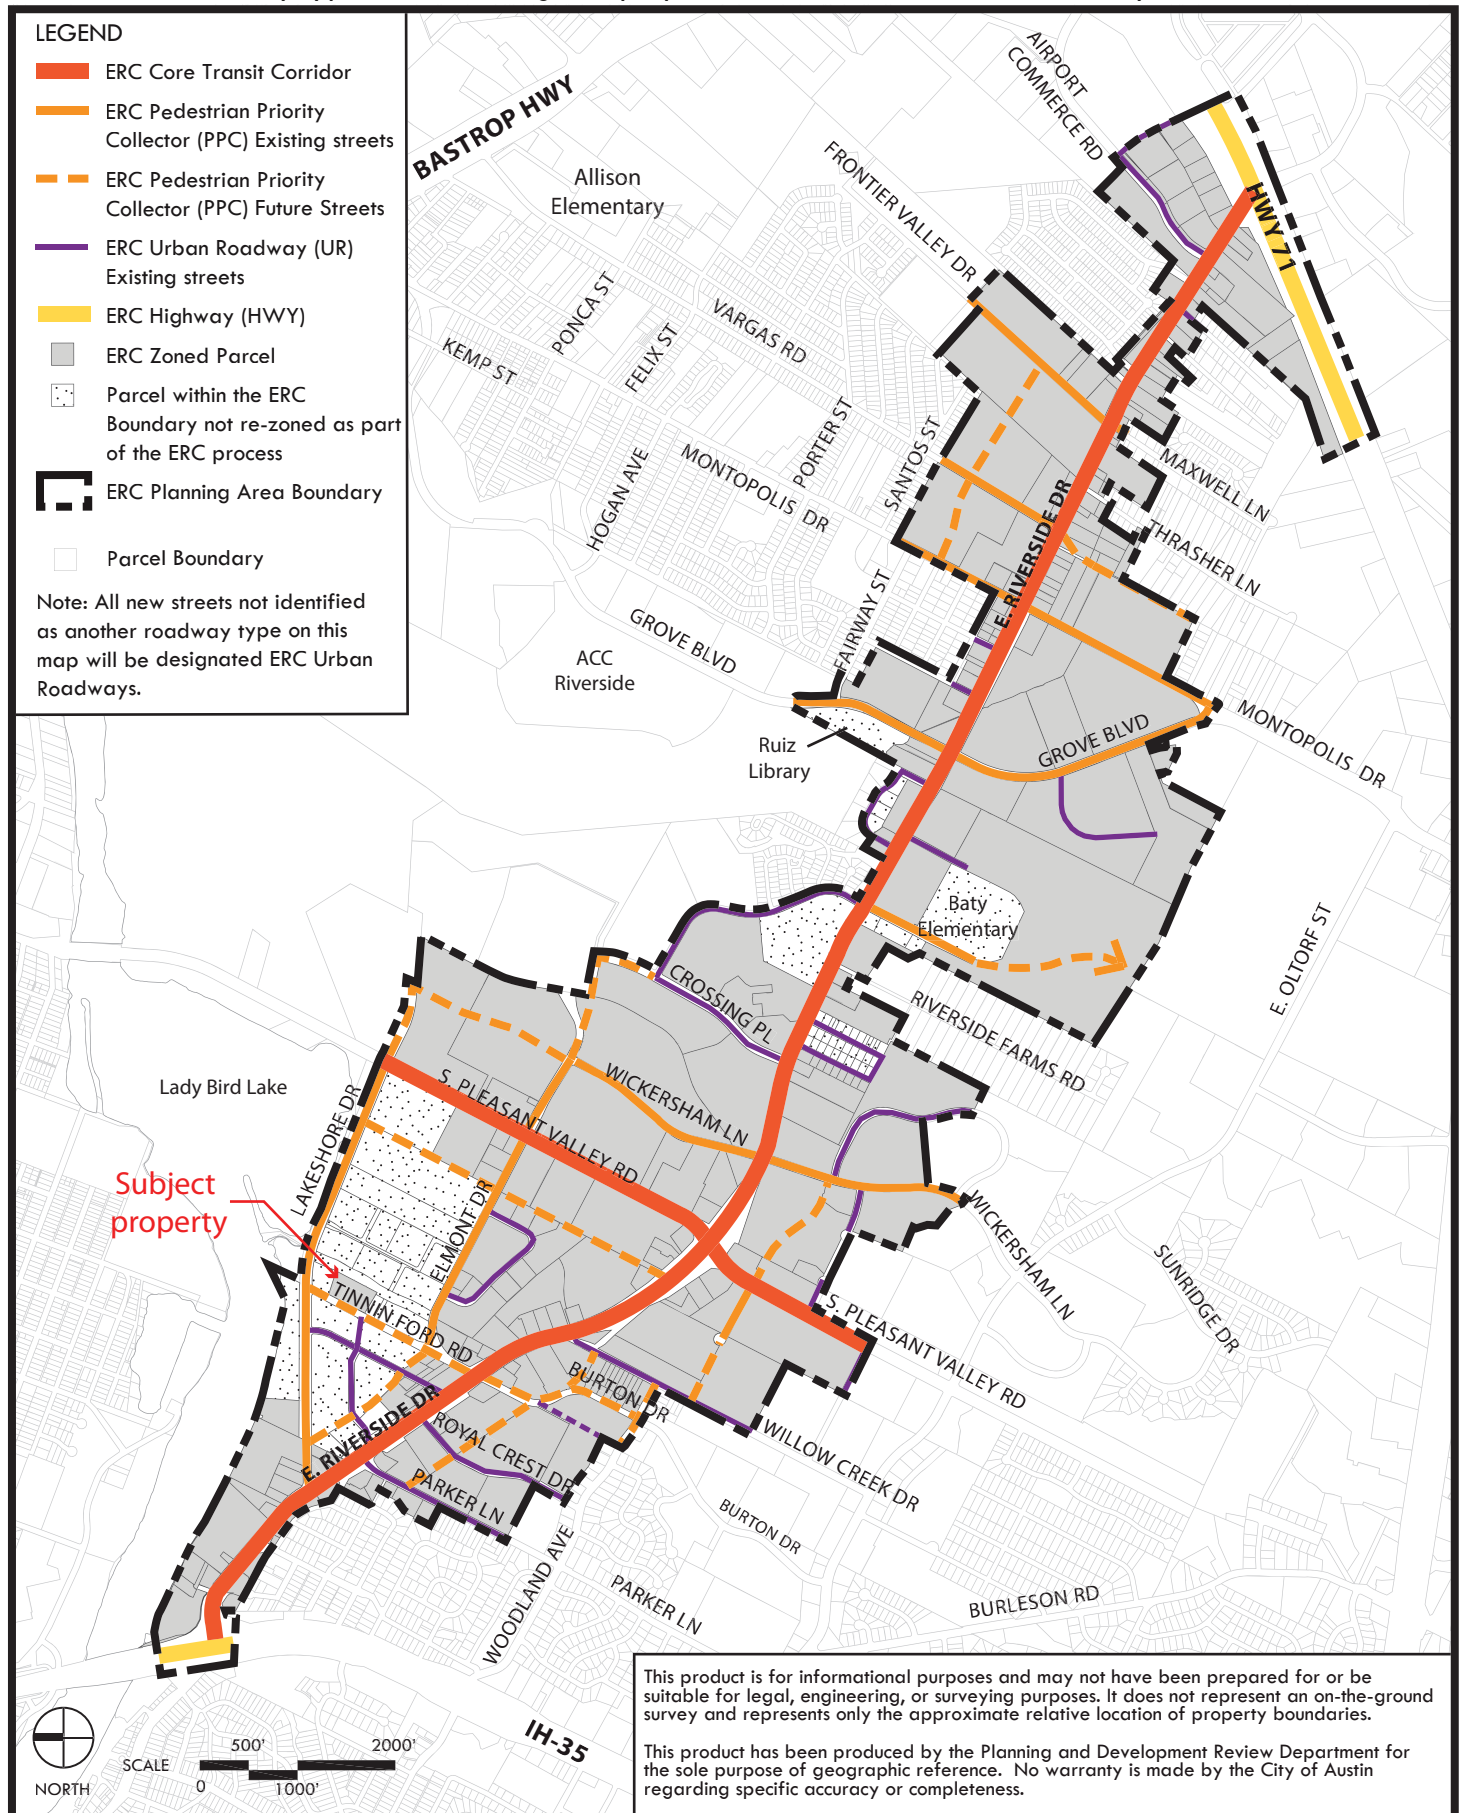 LEGEND
ERC Core Transit Corridor
ERC Pedestrian Priority
Collector (PPC) Existing streets
ERC Pedestrian Priority
Collector (PPC) Future Streets
ERC Urban Roadway (UR)
Existing streets
ERC Highway (HWY)
ERC Zoned Parcel
Parcel within the ERC
Boundary not re-zoned as part
of the ERC process
ERC Planning Area Boundary
Parcel Boundary
Note: All new streets not identified
as another roadway type on this
map will be designated ERC Urban
Roadways.
BASTROP HWY
AIRPORT
COMMERCE RD
Allison
Elementary
FRONTIER VALLEY DR
HWY 71
PONCA ST
VARGAS RD
FELIX ST
KEMP ST
PORTER ST
SANTOS ST
MONTOPOLIS DR
HOGAN AVE
MAXWELL LN
E. RIVERSIDE DR
THRASHER LN
FAIRWAY ST
GROVE BLVD
ACC
Riverside
Ruiz
Library
GROVE BLVD
MONTOPOLIS DR
Baty
Elementary
E. OLTORF ST
CROSSING PL
RIVERSIDE FARMS RD
Lady Bird Lake
LAKESHORE DR
S. PLEASANT VALLEY RD
WICKERSHAM LN
Subject
property
ELMONT DR
WICKERSHAM LN
SUNRIDGE DR
TINNIN FORD RD
S. PLEASANT VALLEY RD
BURTON DR
E. RIVERSIDE DR
ROYAL CREST DR
WILLOW CREEK DR
PARKER LN
BURTON DR
WOODLAND AVE
PARKER LN
BURLESON RD
IH-35
NORTH
SCALE
500'
2000'
0
1000'
This product is for informational purposes and may not have been prepared for or be
suitable for legal, engineering, or surveying purposes. It does not represent an on-the-ground
survey and represents only the approximate relative location of property boundaries.
This product has been produced by the Planning and Development Review Department for
the sole purpose of geographic reference. No warranty is made by the City of Austin
regarding specific accuracy or completeness.